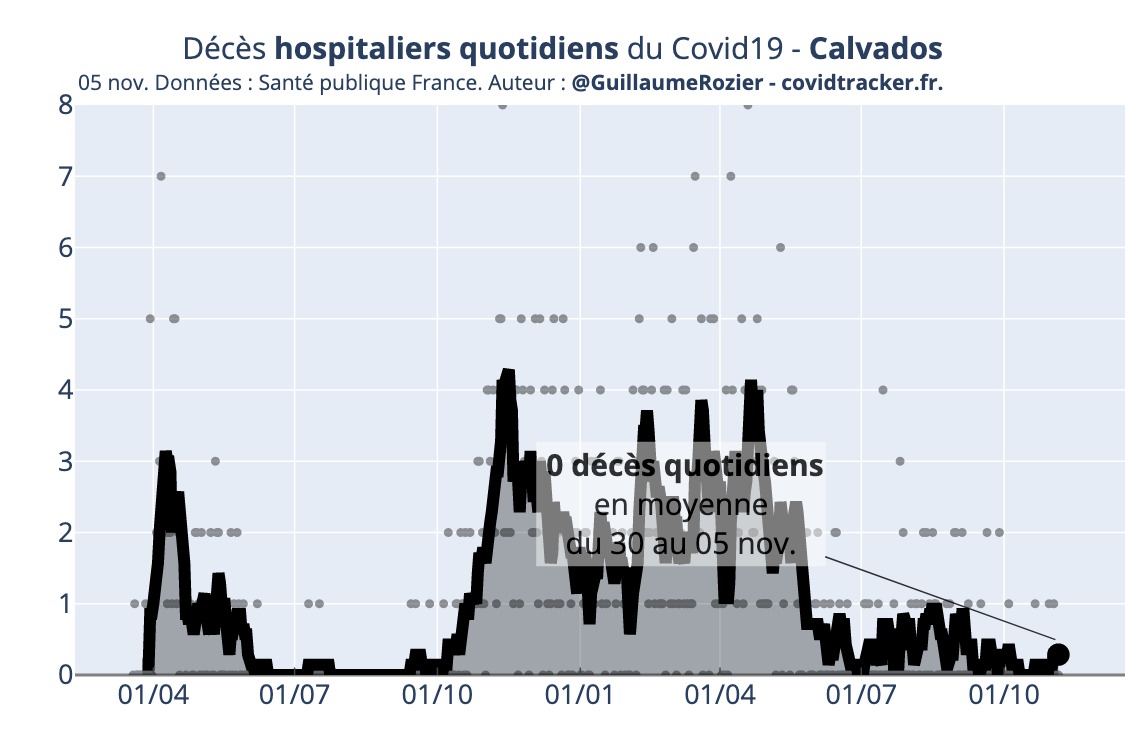 Décès hospitaliers quotidiens du Covid19 - Calvados
05 nov. Données : Santé publique France. Auteur : @GuillaumeRozier - covidtracker.fr.
8
7
6
5
4
3
2
1
0
0 décès quotidiens
en moyenne
du 30 au 05 nov.
01/04 01/07 01/10 01/01 01/04 01/07 01/10